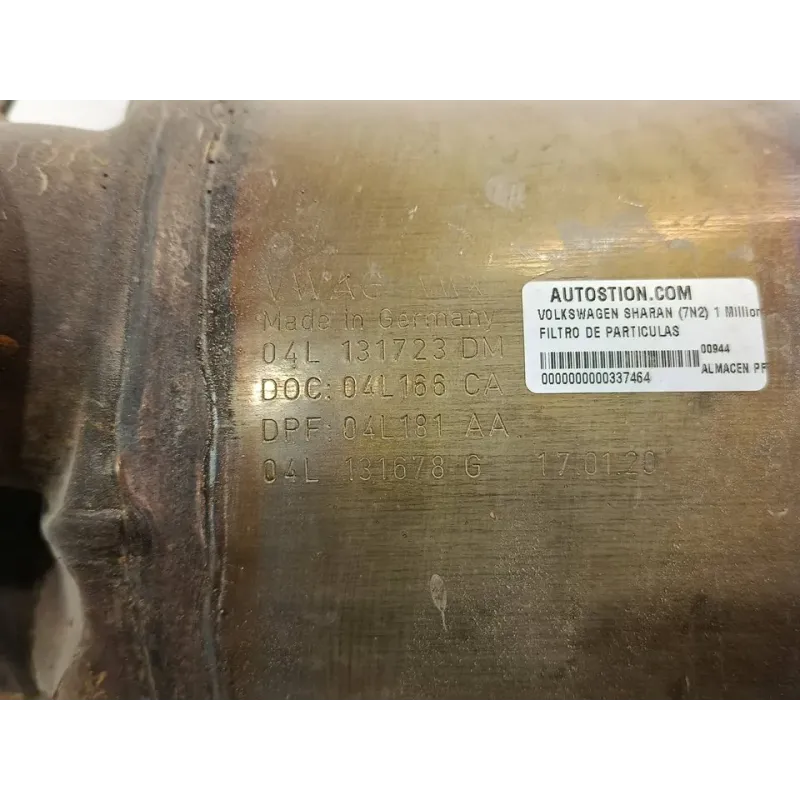 VWAG
Made in Germany
04L 131723 DM
DOC: 04L166 CA
DPF: 04L181 AA
04L 131678 G 17.01.20
AUTOSTION.COM
VOLKSWAGEN SHARAN (7N2) 1 Million
FILTRO DE PARTICULAS
00944
0000000000337464
ALMACEN PF